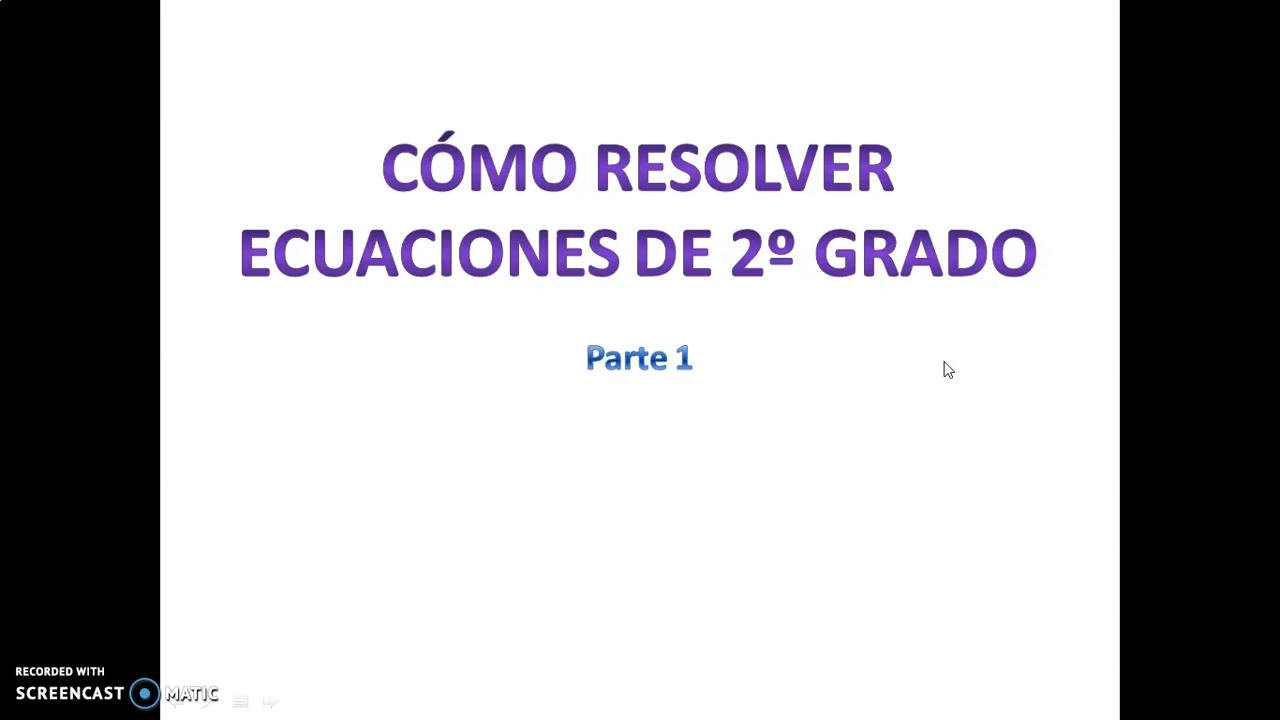 CÓMO RESOLVER
ECUACIONES DE 2º GRADO
Parte 1
RECORDED WITH
SCREENCAST MATIC